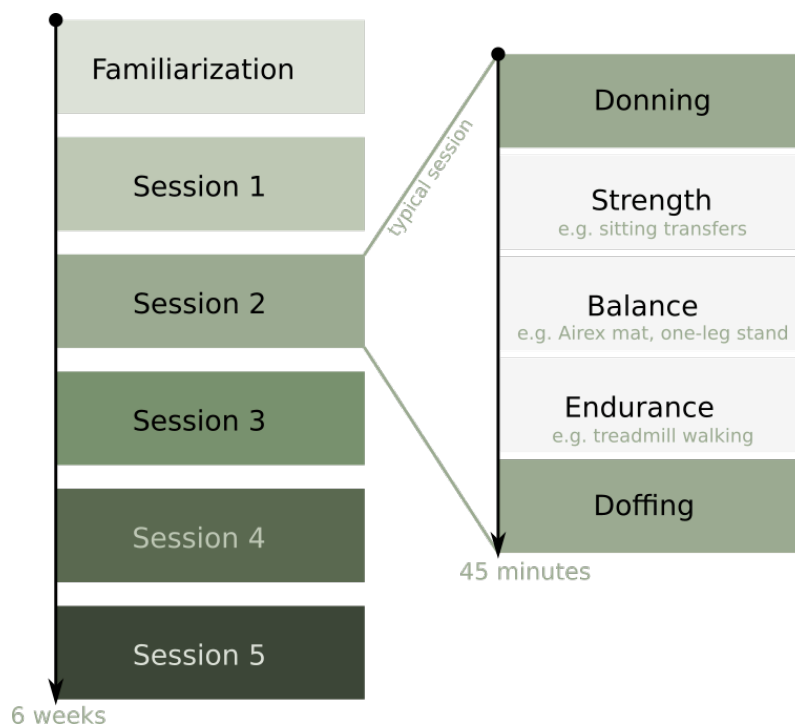 Familiarization
Session 1
Session 2
Session 3
Session 4
Session 5
6 weeks
typical session
Donning
Strength
e.g. sitting transfers
Balance
e.g. Airex mat, one-leg stand
Endurance
e.g. treadmill walking
Doffing
45 minutes